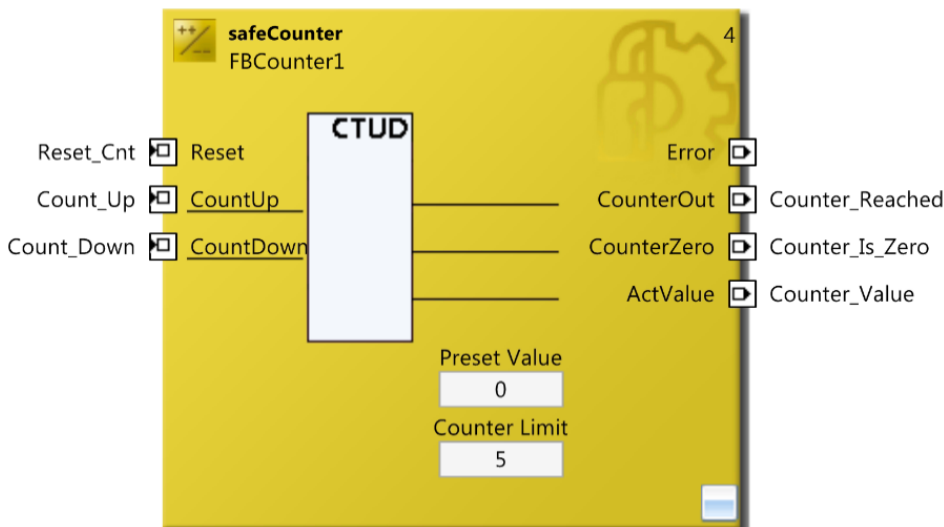 ++
--
safeCounter
4
FBCounter1
CTUD
Reset_Cnt Reset Error
Count_Up CountUp CounterOut Counter_Reached
Count_Down CountDown CounterZero Counter_Is_Zero
ActValue Counter_Value
Preset Value
0
Counter Limit
5